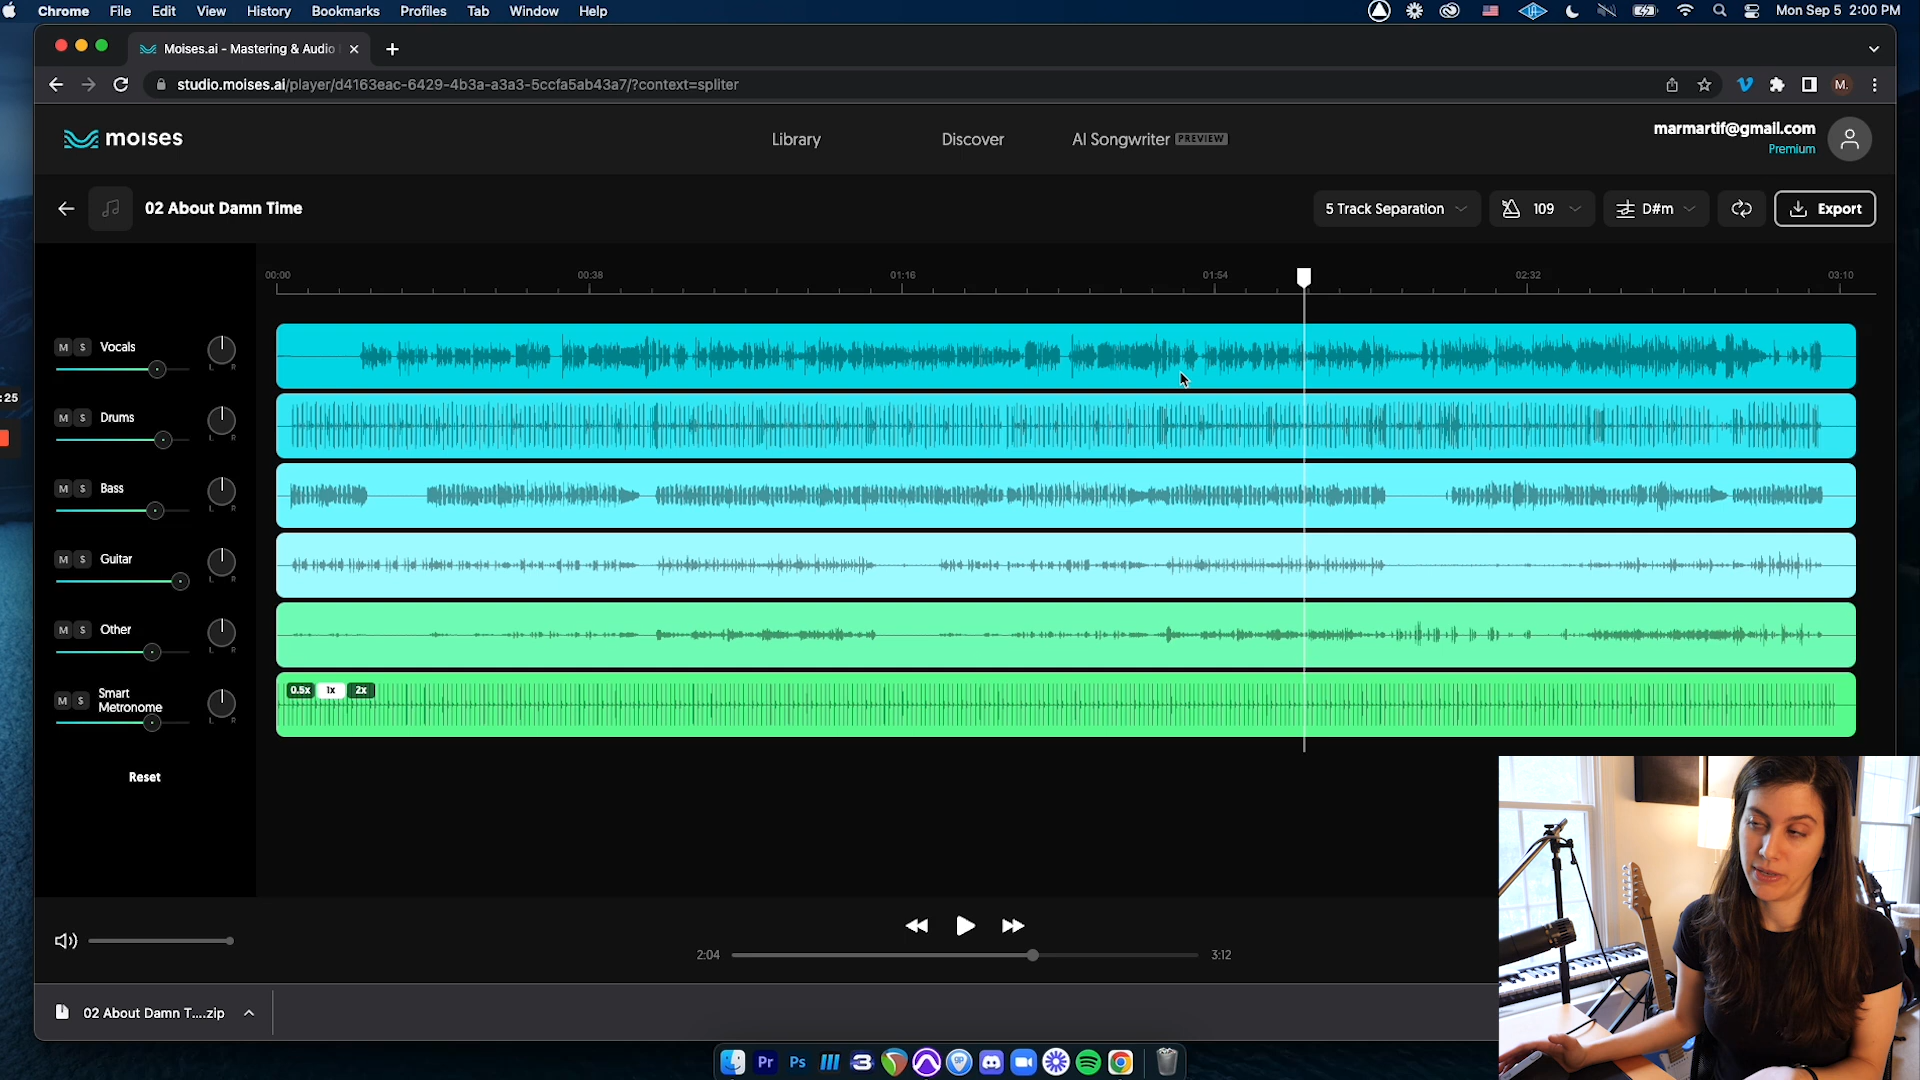 Chrome File Edit View History Bookmarks Profiles Tab Window Help
Mon Sep 5 2:00 PM
Moises.ai - Mastering & Audio
studio.moises.ai/player/d4163eac-6429-4b3a-a3a3-5ccfa5ab43a7/?context=spliter
M.
moises
Library
Discover
AI Songwriter PREVIEW
marmartif@gmail.com
Premium
02 About Damn Time
5 Track Separation
109
D#m
Export
00:00 00:38 01:16 01:54 02:32 03:10
M S Vocals L R
:25
M S Drums L R
M S Bass L R
M S Guitar L R
M S Other L R
M S Smart Metronome L R
0.5x 1x 2x
Reset
2:04
3:12
02 About Damn T....zip
Pr Ps